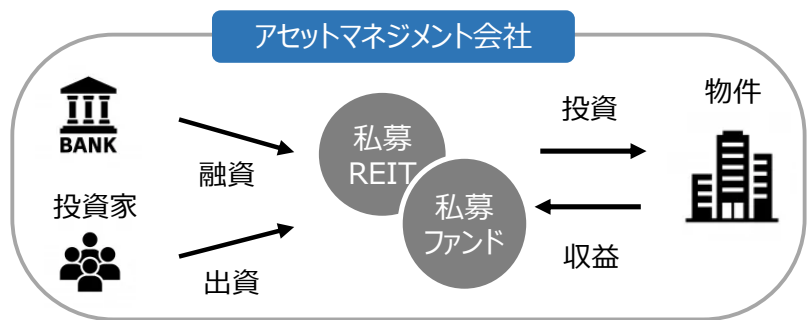 アセットマネジメント会社
BANK
融資
投資家
出資
私募
REIT
私募
ファンド
投資
収益
物件